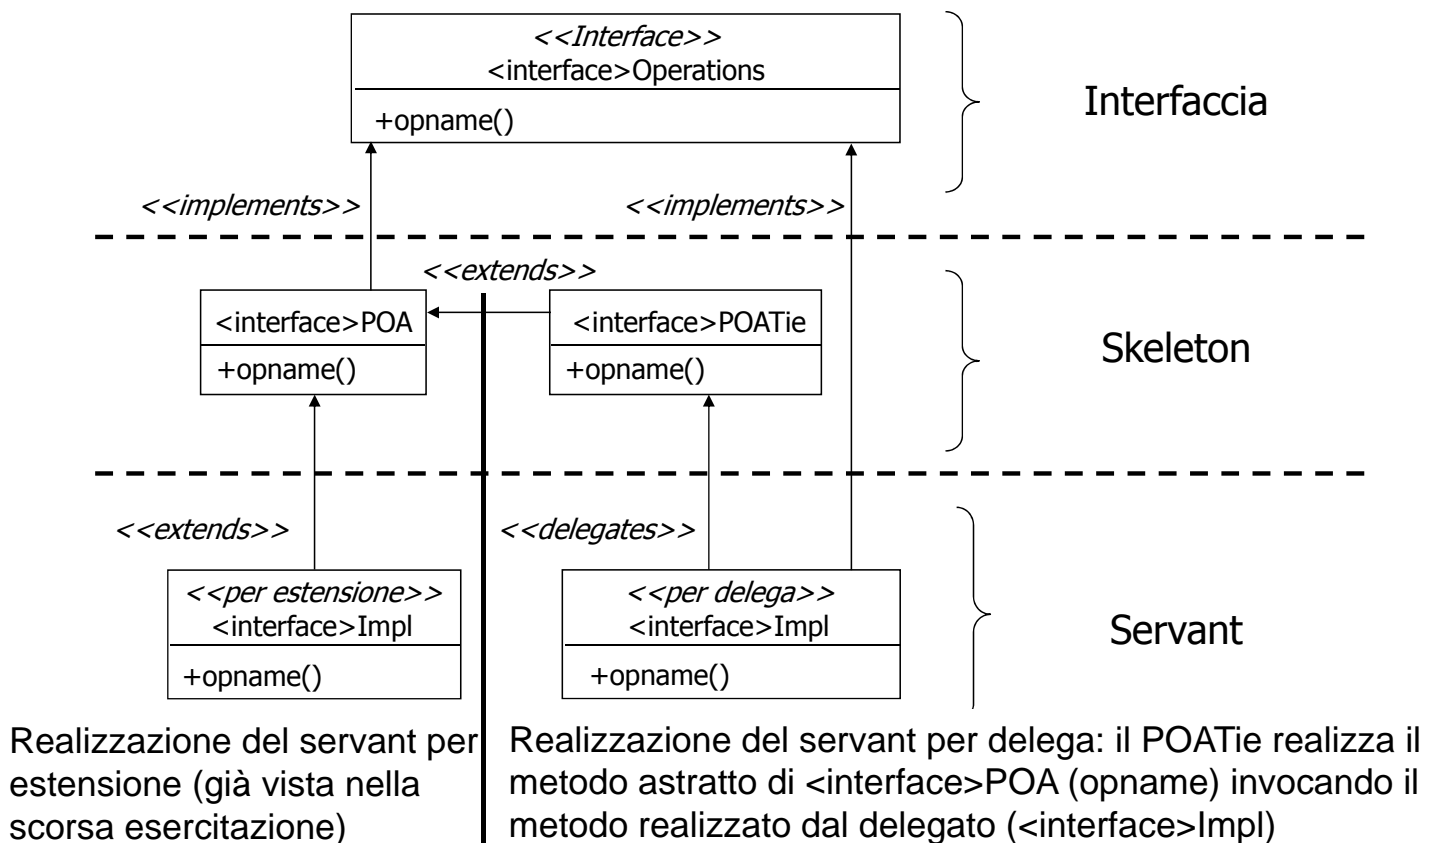 <<Interface>>
<interface>Operations
+opname()
Interfaccia
<<implements>>
<<implements>>
<<extends>>
<interface>POA
+opname()
<interface>POATie
+opname()
Skeleton
<<extends>>
<<delegates>>
<<per estensione>>
<interface>Impl
+opname()
<<per delega>>
<interface>Impl
+opname()
Servant
Realizzazione del servant per
estensione (già vista nella
scorsa esercitazione)
Realizzazione del servant per delega: il POATie realizza il
metodo astratto di <interface>POA (opname) invocando il
metodo realizzato dal delegato (<interface>Impl)